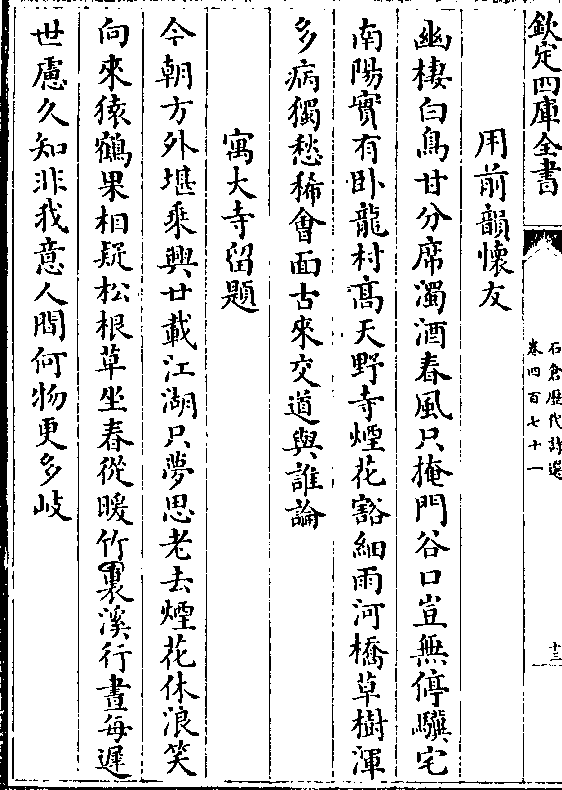 欽定四庫全書
石倉歷代詩選
卷四百七十一
十三
用前韻懷友
幽棲白鳥甘分席濁酒春風只掩門谷口豈無停驥宅
南陽實有卧龍村髙天野寺煙花豁細雨河橋草樹渾
多病獨愁稀會面古來交道與誰論
寓大寺留題
今朝方外堪乘興廿載江湖只夢思老去煙花休浪笑
向來猿鶴果相疑松根草坐春從暖竹裏溪行晝每遲
世慮久知非我意人間何物更多岐